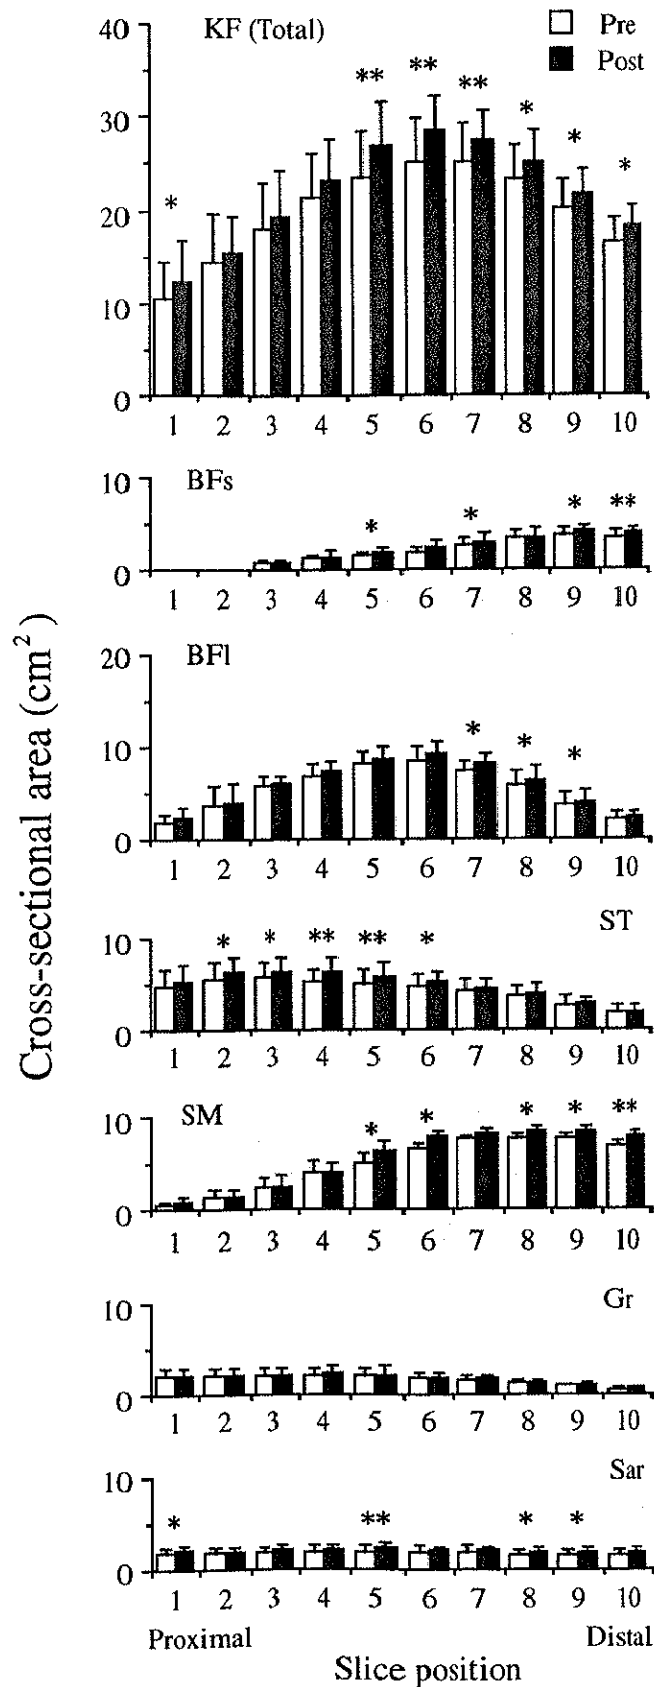 40 KF (Total) Pre
Post
** ** **
* *
30
*
*
20
10
0
1 2 3 4 5 6 7 8 9 10
10 BFs
* * * **
0
1 2 3 4 5 6 7 8 9 10
20 BFl
10
* * *
0
1 2 3 4 5 6 7 8 9 10
10 ST
* * ** ** *
0
1 2 3 4 5 6 7 8 9 10
10 SM
* * * * **
0
1 2 3 4 5 6 7 8 9 10
10 Gr
0
1 2 3 4 5 6 7 8 9 10
10 Sar
* ** * *
0
1 2 3 4 5 6 7 8 9 10
Proximal Distal
Slice position
Cross-sectional area (cm²)